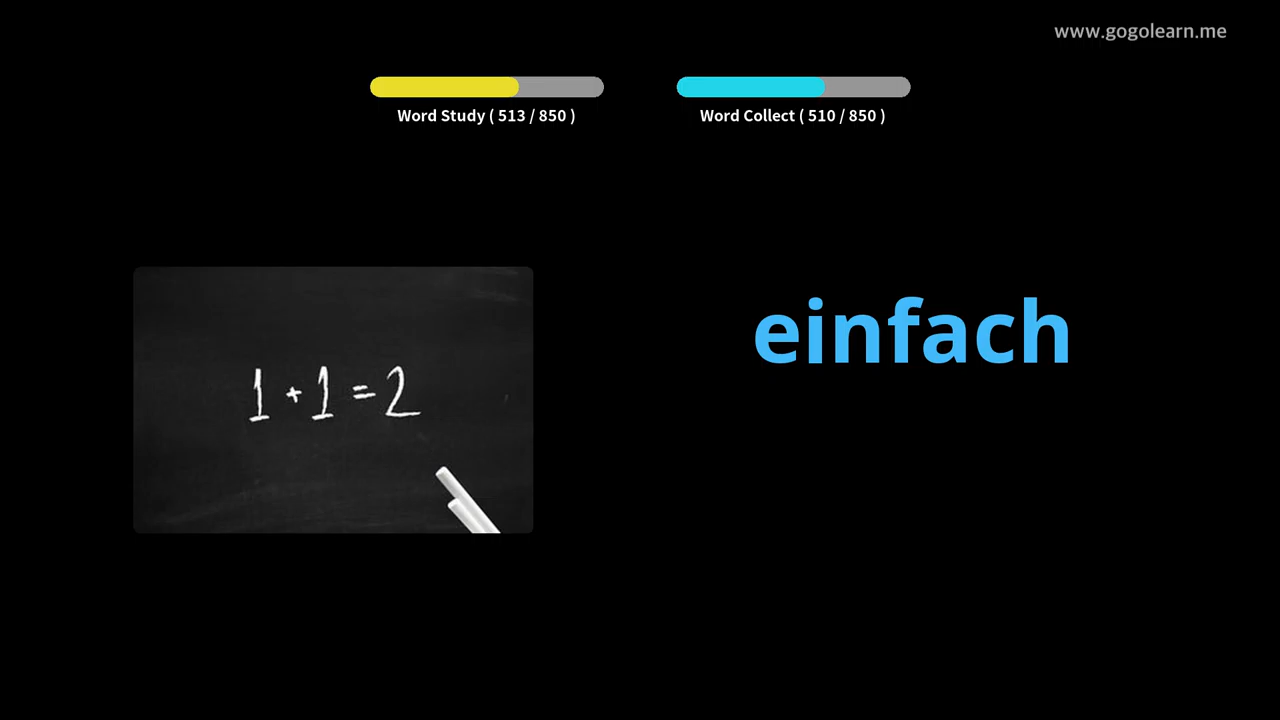 www.gogolearn.me
Word Study ( 513 / 850 )
Word Collect ( 510 / 850 )
einfach
1 + 1 = 2